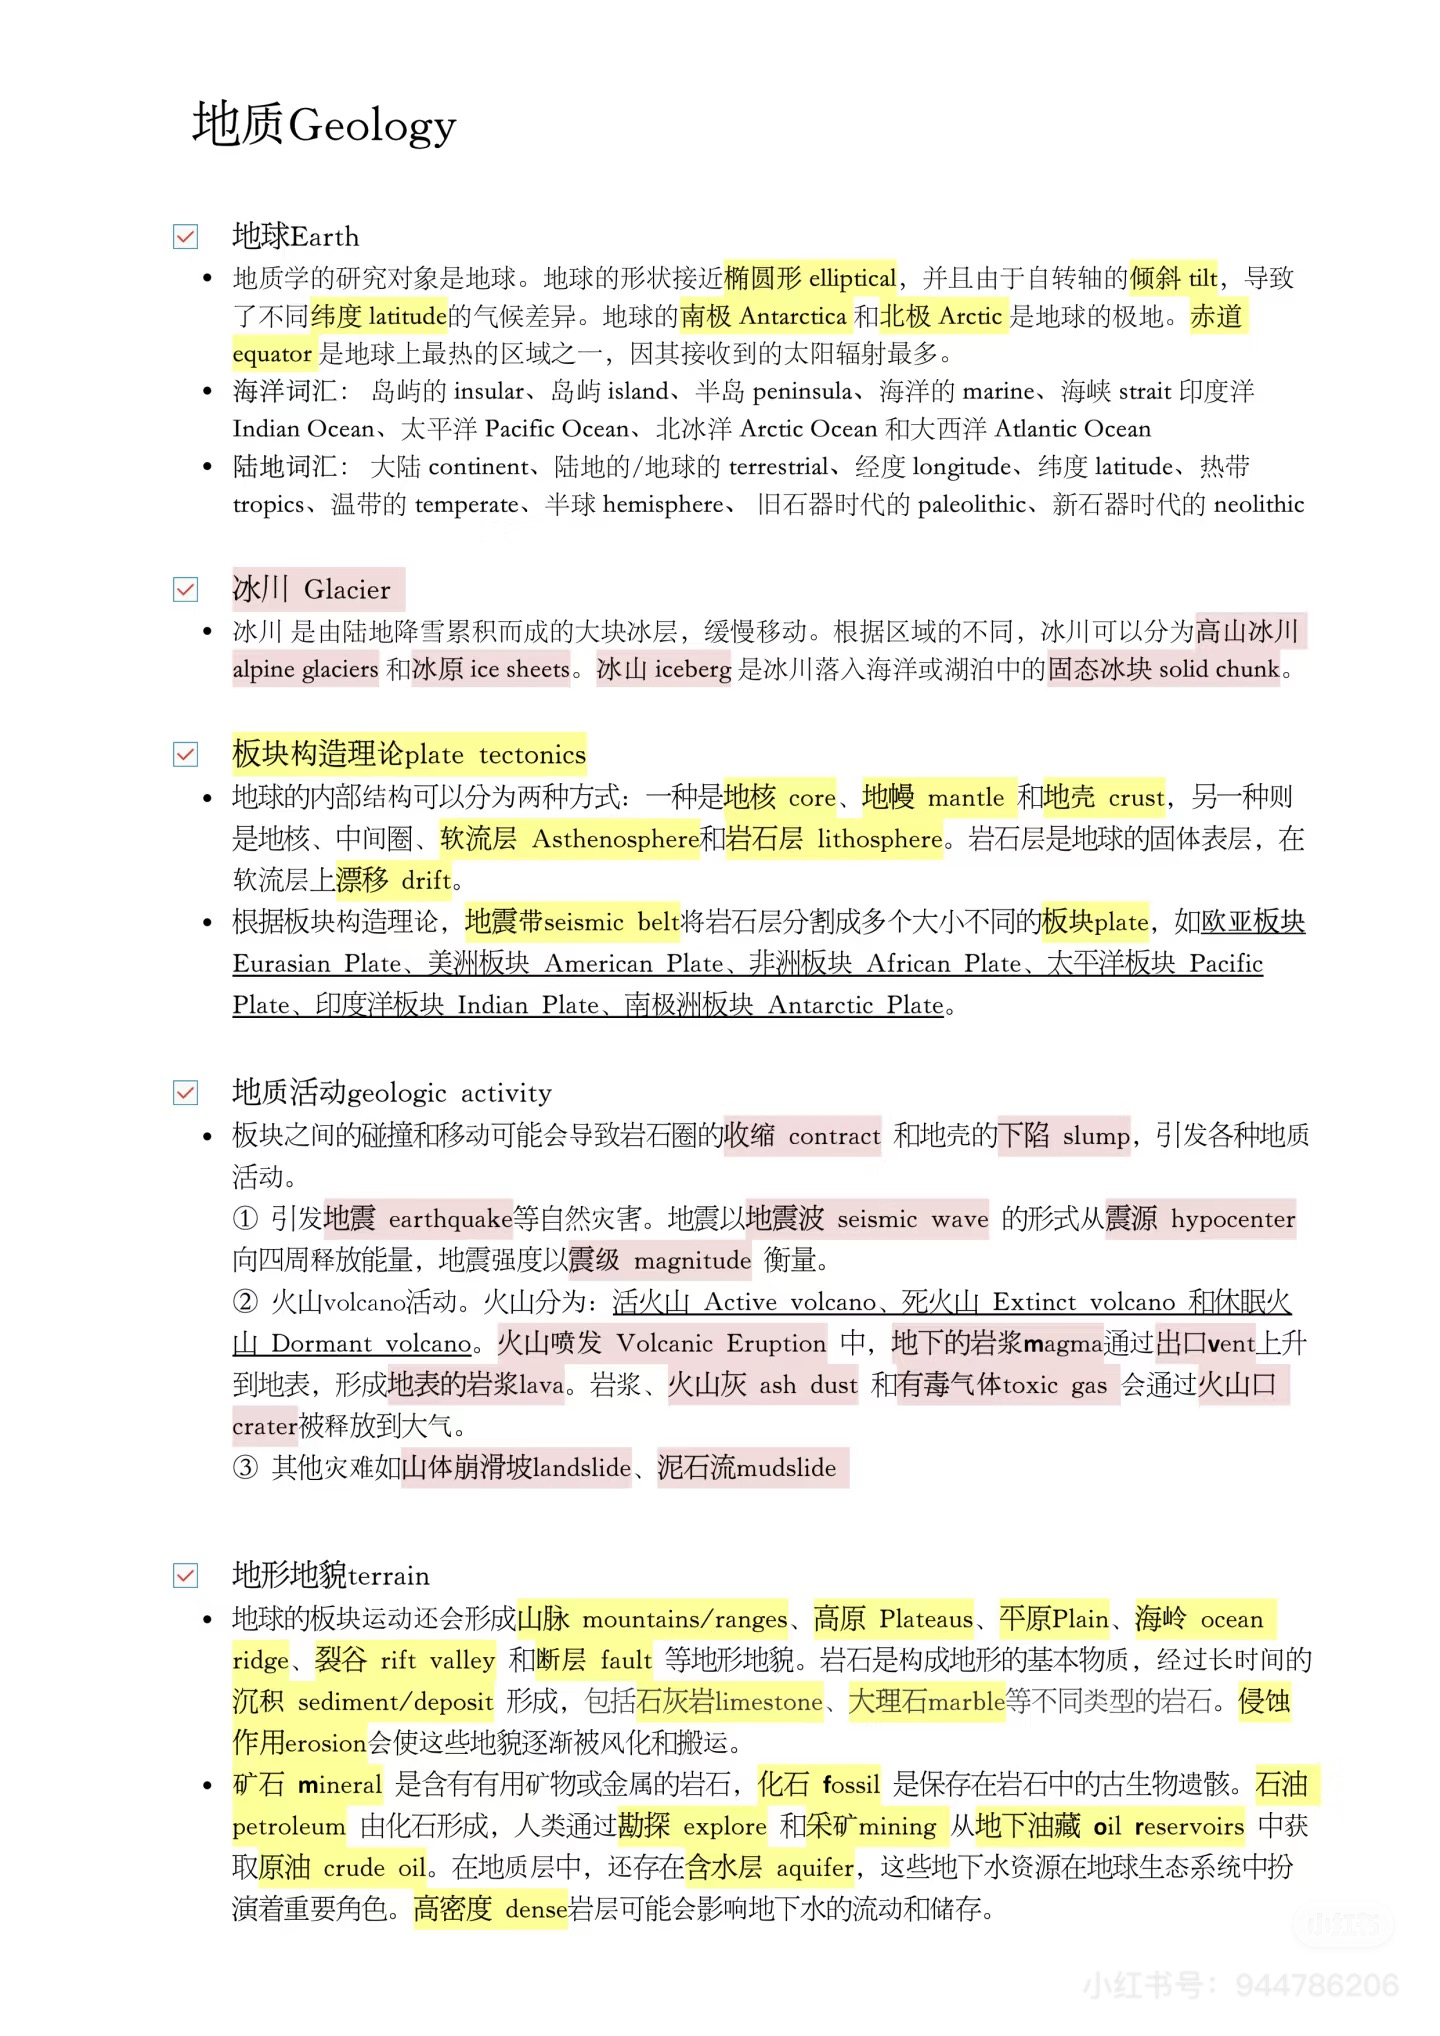 地质Geology
地球Earth
地质学的研究对象是地球。地球的形状接近椭圆形 elliptical，并且由于自转轴的倾斜 tilt，导致
了不同纬度 latitude的气候差异。地球的南极 Antarctica 和北极 Arctic 是地球的极地。赤道
equator 是地球上最热的区域之一，因其接收到的太阳辐射最多。
海洋词汇： 岛屿的 insular、岛屿 island、半岛 peninsula、海洋的 marine、海峡 strait 印度洋
Indian Ocean、太平洋 Pacific Ocean、北冰洋 Arctic Ocean 和大西洋 Atlantic Ocean
陆地词汇： 大陆 continent、陆地的/地球的 terrestrial、经度 longitude、纬度 latitude、热带
tropics、温带的 temperate、半球 hemisphere、 旧石器时代的 paleolithic、新石器时代的 neolithic
冰川 Glacier
冰川 是由陆地降雪累积而成的大块冰层，缓慢移动。根据区域的不同，冰川可以分为高山冰川
alpine glaciers 和冰原 ice sheets。冰山 iceberg 是冰川落入海洋或湖泊中的固态冰块 solid chunk。
板块构造理论plate tectonics
地球的内部结构可以分为两种方式：一种是地核 core、地幔 mantle 和地壳 crust，另一种则
是地核、中间圈、软流层 Asthenosphere和岩石层 lithosphere。岩石层是地球的固体表层，在
软流层上漂移 drift。
根据板块构造理论，地震带seismic belt将岩石层分割成多个大小不同的板块plate，如欧亚板块
Eurasian Plate、美洲板块 American Plate、非洲板块 African Plate、太平洋板块 Pacific
Plate、印度洋板块 Indian Plate、南极洲板块 Antarctic Plate。
地质活动geologic activity
板块之间的碰撞和移动可能会导致岩石圈的收缩 contract 和地壳的下陷 slump，引发各种地质
活动。
① 引发地震 earthquake等自然灾害。地震以地震波 seismic wave 的形式从震源 hypocenter
向四周释放能量，地震强度以震级 magnitude 衡量。
② 火山volcano活动。火山分为：活火山 Active volcano、死火山 Extinct volcano 和休眠火
山 Dormant volcano。火山喷发 Volcanic Eruption 中，地下的岩浆magma通过出口vent上升
到地表，形成地表的岩浆lava。岩浆、火山灰 ash dust 和有毒气体toxic gas 会通过火山口
crater被释放到大气。
③ 其他灾难如山体崩滑坡landslide、泥石流mudslide
地形地貌terrain
地球的板块运动还会形成山脉 mountains/ranges、高原 Plateaus、平原Plain、海岭 ocean
ridge、裂谷 rift valley 和断层 fault 等地形地貌。岩石是构成地形的基本物质，经过长时间的
沉积 sediment/deposit 形成，包括石灰岩limestone、大理石marble等不同类型的岩石。侵蚀
作用erosion会使这些地貌逐渐被风化和搬运。
矿石 mineral 是含有有用矿物或金属的岩石，化石 fossil 是保存在岩石中的古生物遗骸。石油
petroleum 由化石形成，人类通过勘探 explore 和采矿mining 从地下油藏 oil reservoirs 中获
取原油 crude oil。在地质层中，还存在含水层 aquifer，这些地下水资源在地球生态系统中扮
演着重要角色。高密度 dense岩层可能会影响地下水的流动和储存。
小红书
小红书号：944786206